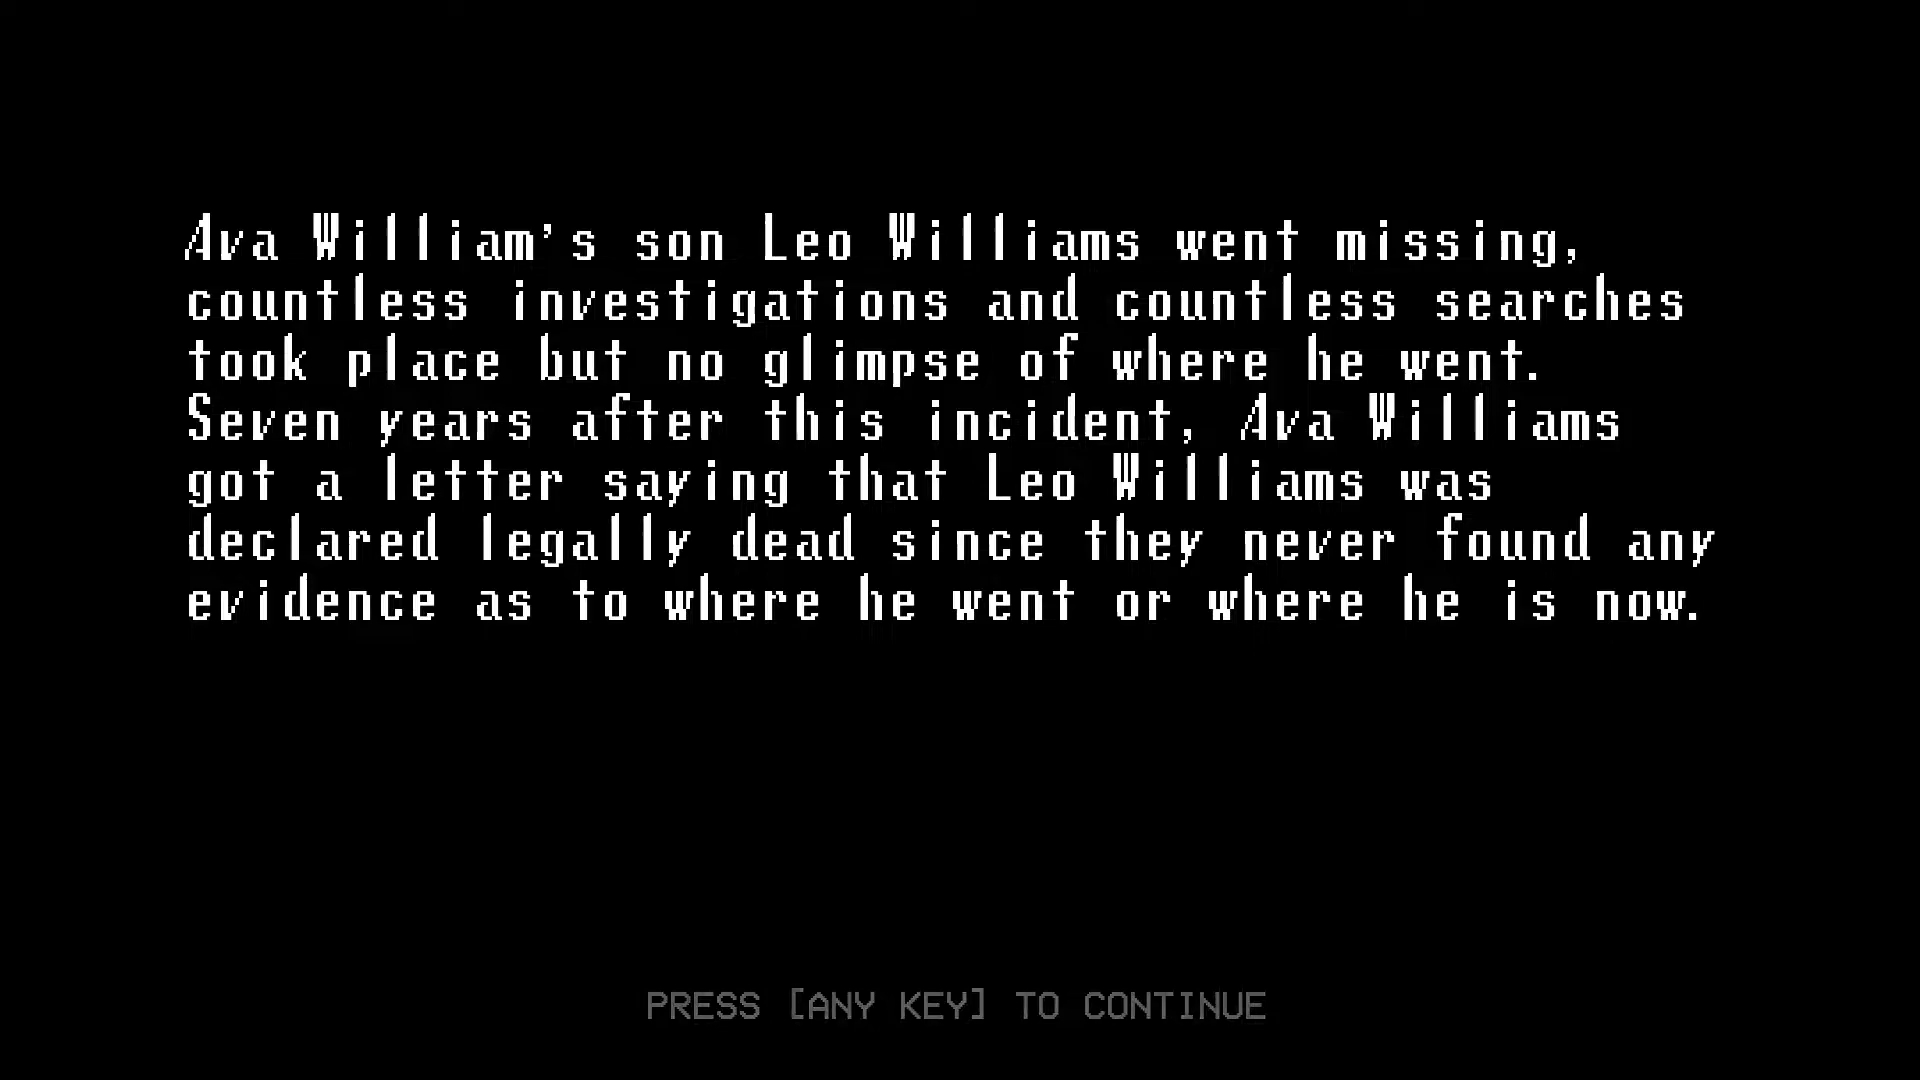 Ava William's son Leo Williams went missing,
countless investigations and countless searches
took place but no glimpse of where he went.
Seven years after this incident, Ava Williams
got a letter saying that Leo Williams was
declared legally dead since they never found any
evidence as to where he went or where he is now.
PRESS [ANY KEY] TO CONTINUE